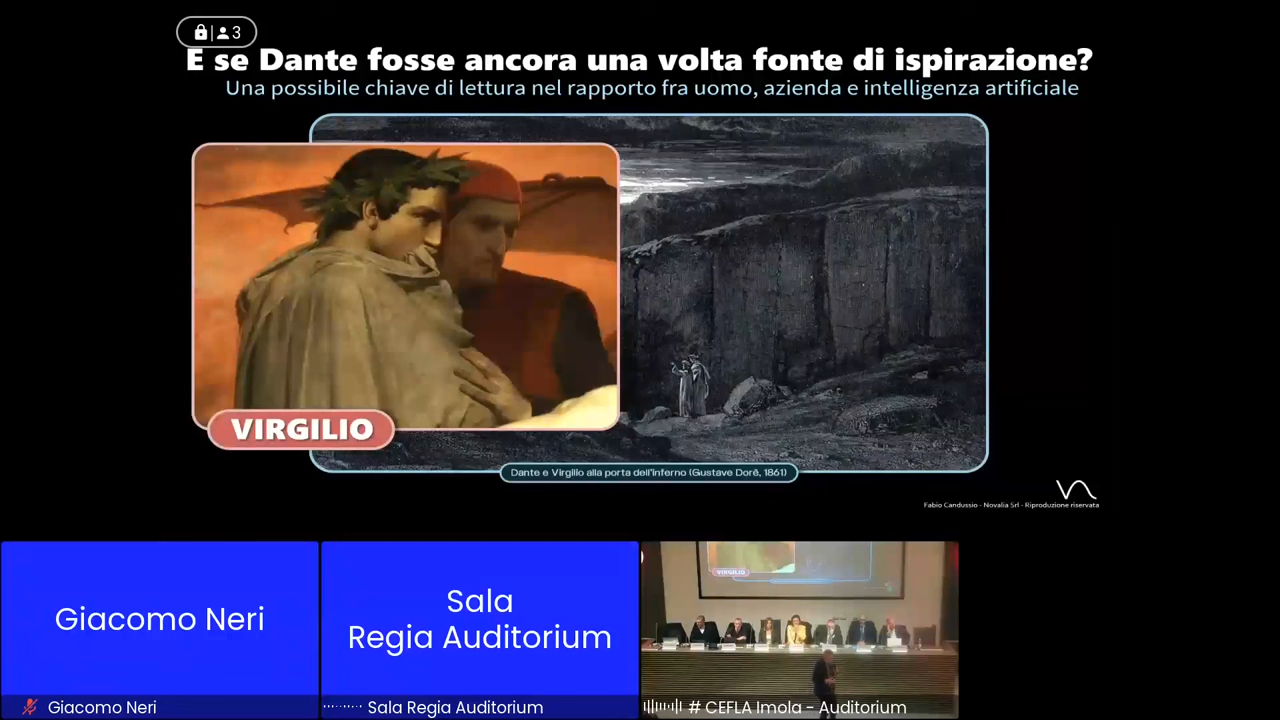 3
E se Dante fosse ancora una volta fonte di ispirazione?
Una possibile chiave di lettura nel rapporto fra uomo, azienda e intelligenza artificiale
VIRGILIO
Dante e Virgilio alla porta dell'inferno (Gustave Doré, 1861)
Fabio Candussio - Novalia Srl - Riproduzione riservata
Giacomo Neri
Sala
Regia Auditorium
VIRGILIO
Giacomo Neri
Sala Regia Auditorium
# CEFLA Imola - Auditorium